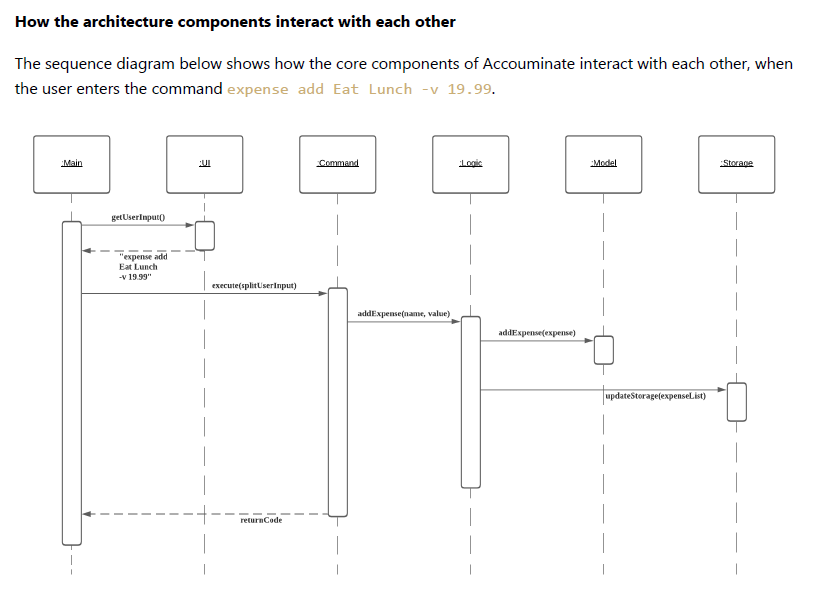 How the architecture components interact with each other
The sequence diagram below shows how the core components of Accouminate interact with each other, when
the user enters the command expense add Eat Lunch -v 19.99.
:Main
:UI
:Command
:Logic
:Model
:Storage
getUserInput()
"expense add
Eat Lunch
-v 19.99"
execute(splitUserInput)
addExpense(name, value)
addExpense(expense)
updateStorage(expenseList)
returnCode